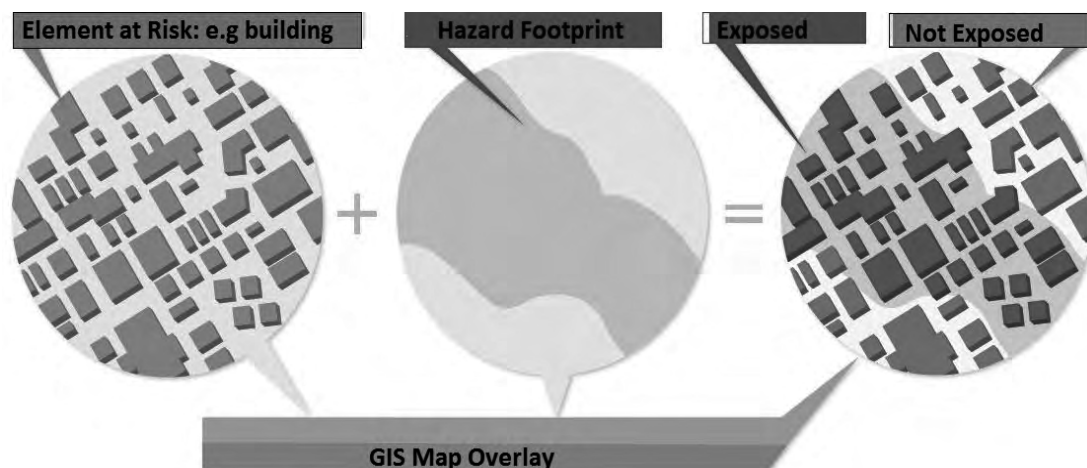 Element at Risk: e.g building
Hazard Footprint
Exposed
Not Exposed
+
=
GIS Map Overlay